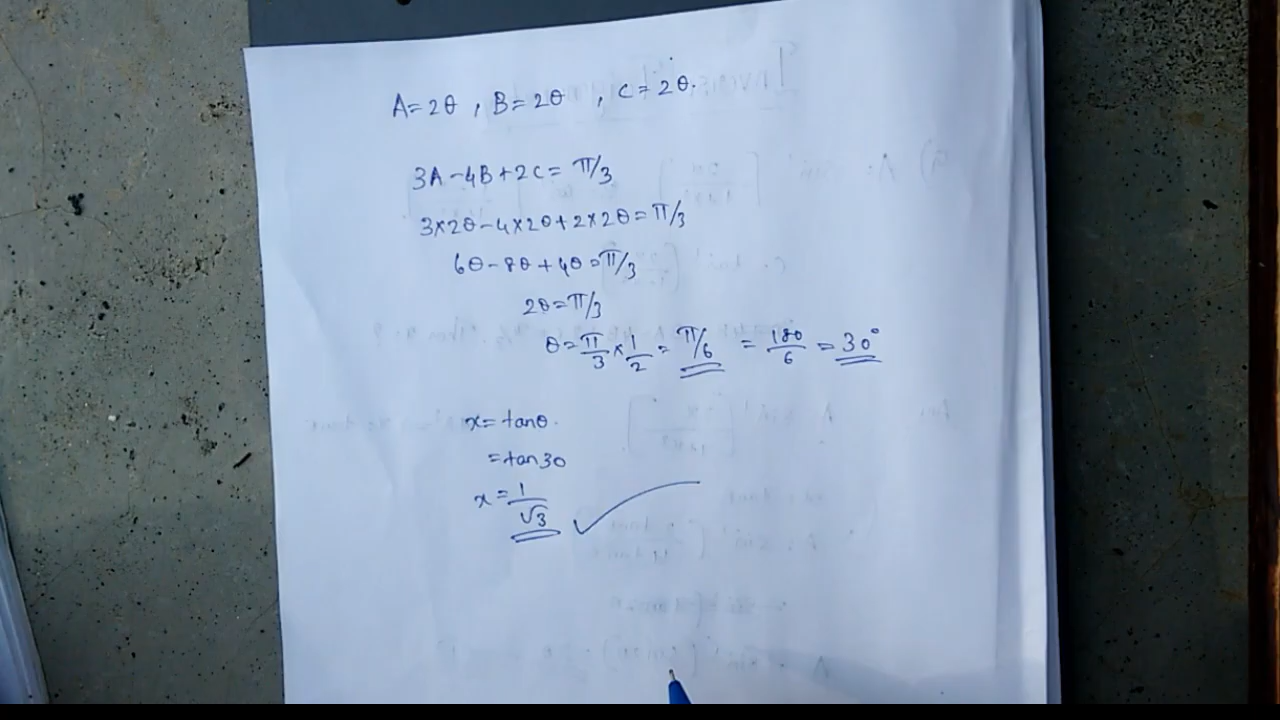 A=2θ , B=2θ , C=2θ.
3A-4B+2C=π/3
3×2θ-4×2θ+2×2θ=π/3
6θ-8θ+4θ=π/3
2θ=π/3
θ=π/3×1/2=π/6 =180/6=30°
x=tanθ.
=tan30
x=1/√3